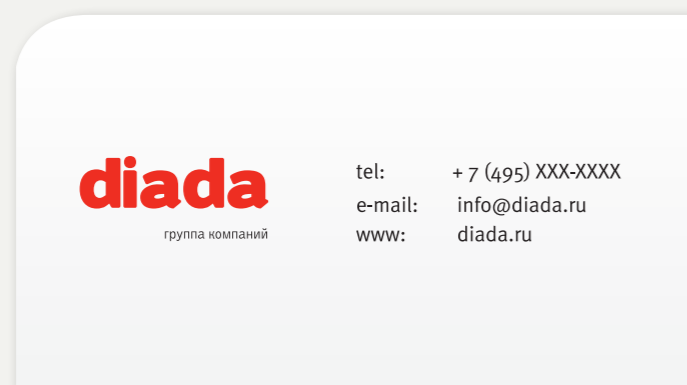 diada
группа компаний
tel: + 7 (495) XXX-XXXX
e-mail: info@diada.ru
www: diada.ru